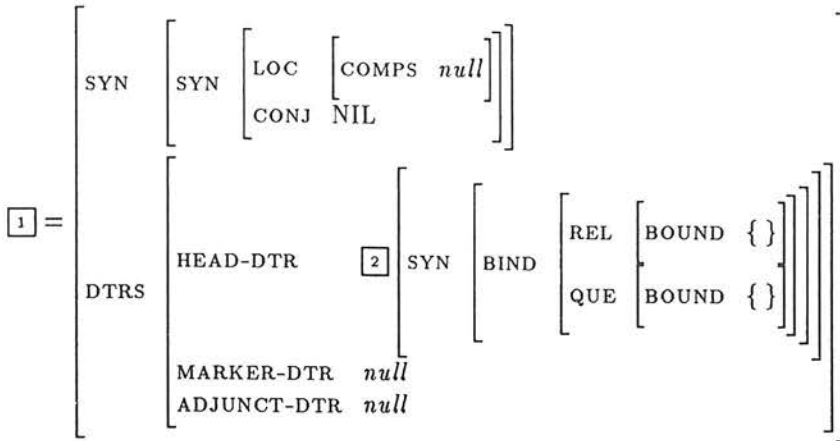 LOC [COMPS null]
SYN [SYN
CONJ NIL
REL [BOUND { }]
1 =
HEAD-DTR 2 [SYN [BIND
DTRS
QUE [BOUND { }]
MARKER-DTR null
ADJUNCT-DTR null